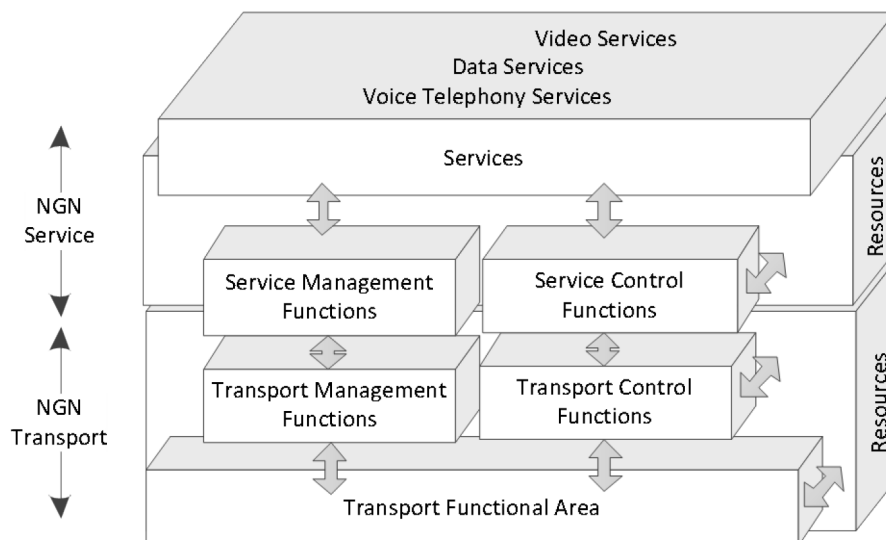 Video Services
Data Services
Voice Telephony Services
Services
NGN
Service
Resources
Service Management
Functions
Service Control
Functions
NGN
Transport
Resources
Transport Management
Functions
Transport Control
Functions
Transport Functional Area